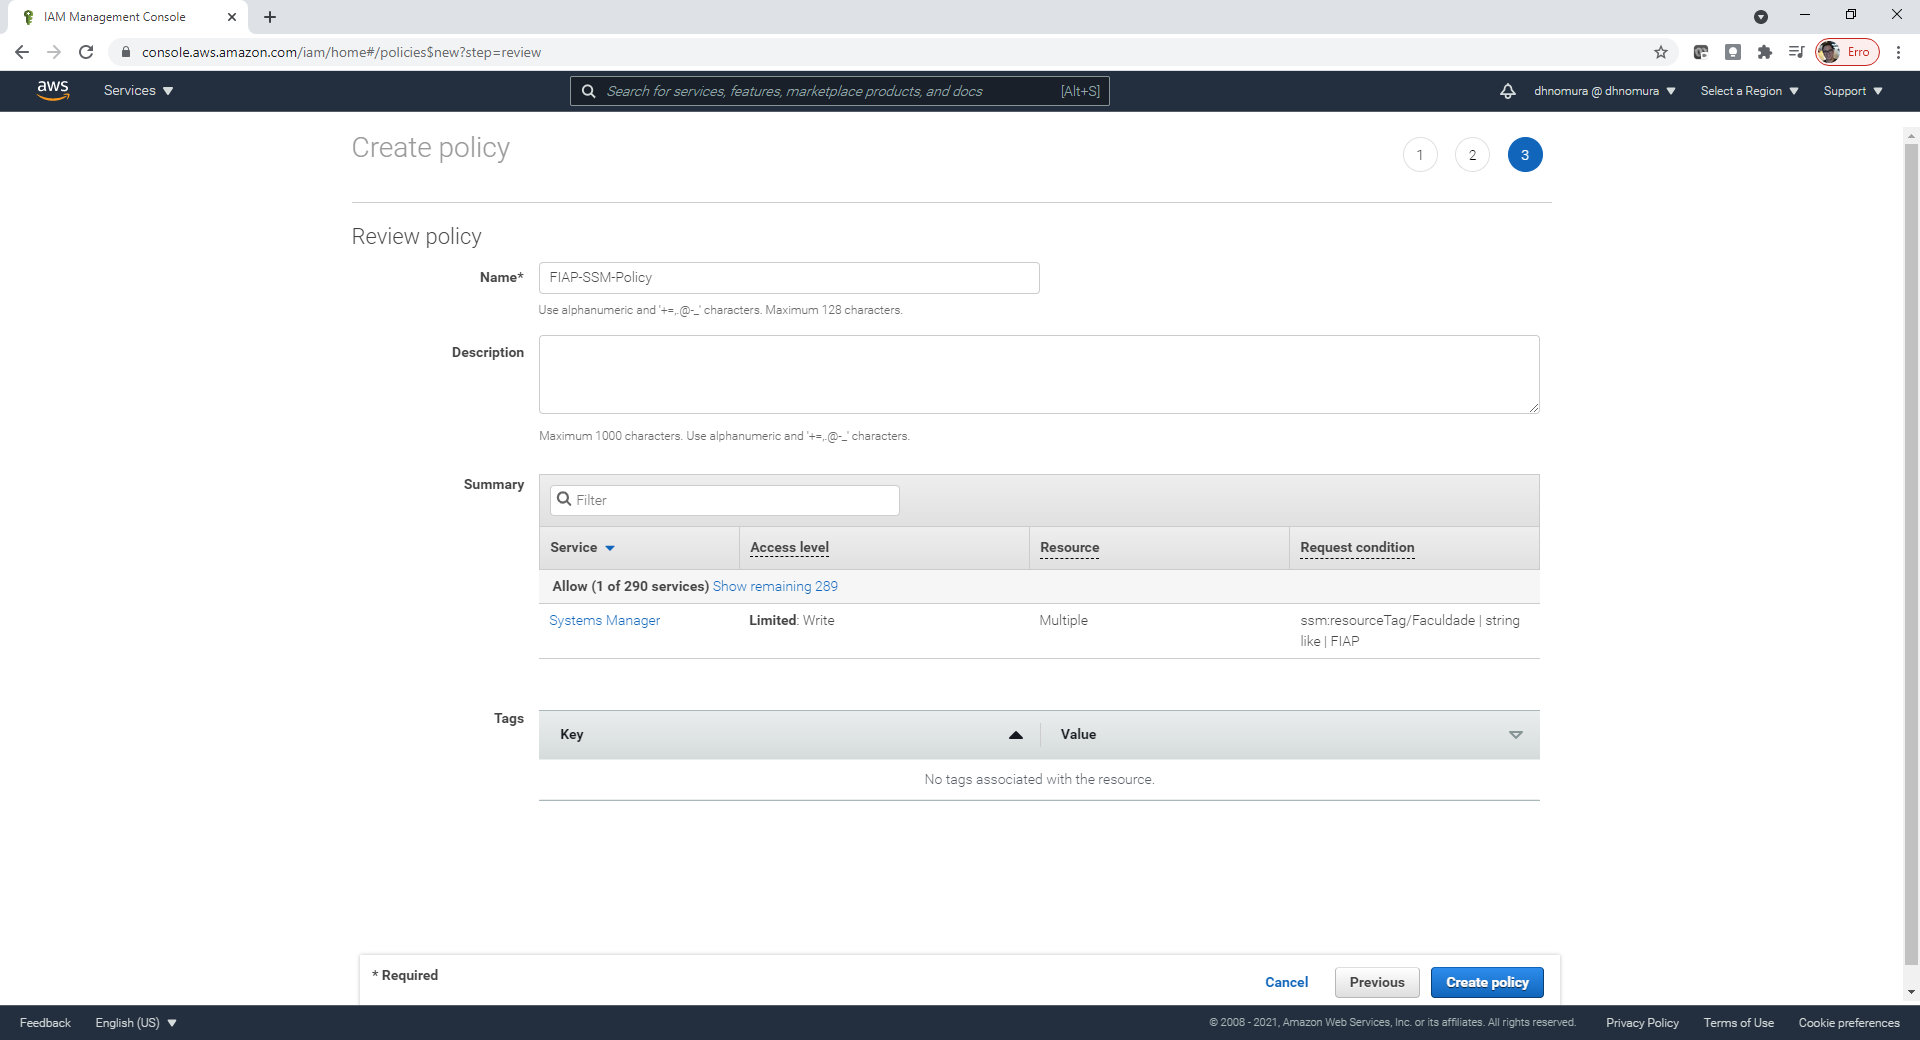 IAM Management Console
console.aws.amazon.com/iam/home#/policies$new?step=review
Erro
aws
Services
Search for services, features, marketplace products, and docs
[Alt+S]
dhnomura @ dhnomura
Select a Region
Support
Create policy
1
2
3
Review policy
Name*
FIAP-SSM-Policy
Use alphanumeric and '+=,.@-_' characters. Maximum 128 characters.
Description
Maximum 1000 characters. Use alphanumeric and '+=,.@-_' characters.
Summary
Filter
Service
Access level
Resource
Request condition
Allow (1 of 290 services) Show remaining 289
Systems Manager
Limited: Write
Multiple
ssm:resourceTag/Faculdade | string
like | FIAP
Tags
Key
Value
No tags associated with the resource.
* Required
Cancel
Previous
Create policy
Feedback
English (US)
© 2008 - 2021, Amazon Web Services, Inc. or its affiliates. All rights reserved.
Privacy Policy
Terms of Use
Cookie preferences